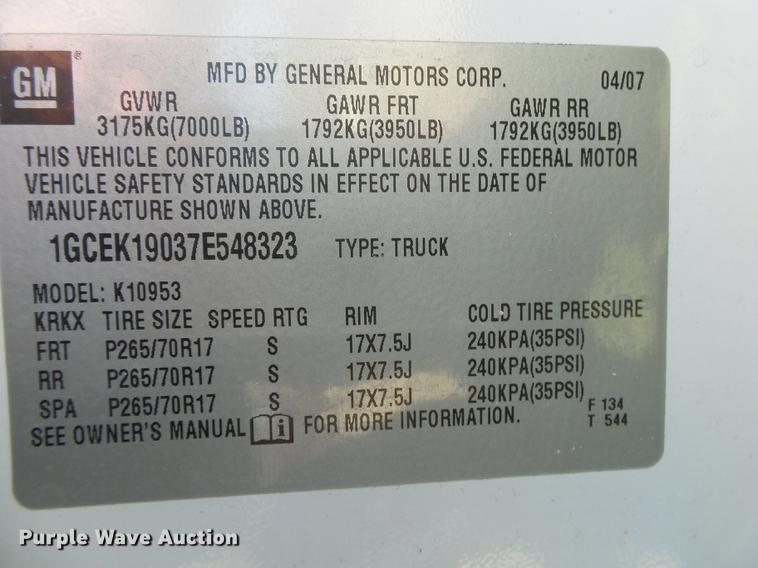 GM ®
MFD BY GENERAL MOTORS CORP. 04/07
GVWR GAWR FRT GAWR RR
3175KG(7000LB) 1792KG(3950LB) 1792KG(3950LB)
THIS VEHICLE CONFORMS TO ALL APPLICABLE U.S. FEDERAL MOTOR
VEHICLE SAFETY STANDARDS IN EFFECT ON THE DATE OF
MANUFACTURE SHOWN ABOVE.
1GCEK19037E548323 TYPE: TRUCK
MODEL: K10953
KRKX TIRE SIZE SPEED RTG RIM COLD TIRE PRESSURE
FRT P265/70R17 S 17X7.5J 240KPA(35PSI)
RR P265/70R17 S 17X7.5J 240KPA(35PSI)
SPA P265/70R17 S 17X7.5J 240KPA(35PSI) F 134
SEE OWNER'S MANUAL i FOR MORE INFORMATION. T 544
Purple Wave Auction